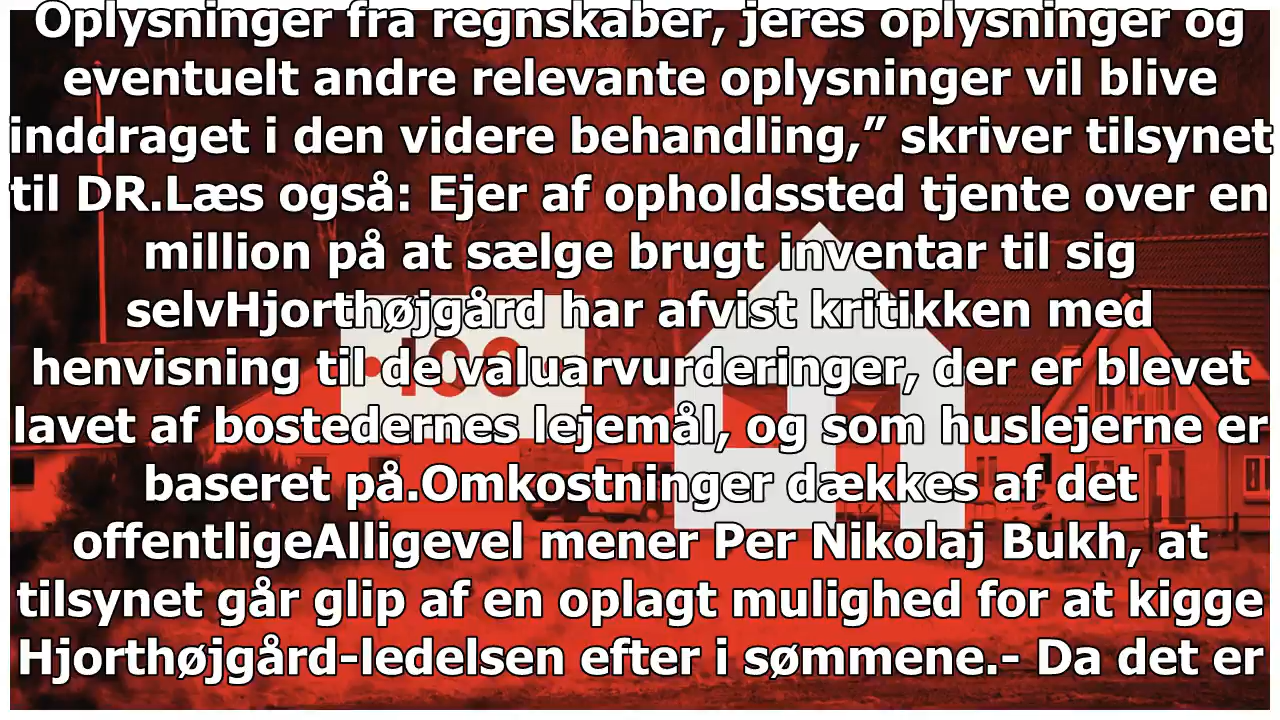 Oplysninger fra regnskaber, jeres oplysninger og
eventuelt andre relevante oplysninger vil blive
inddraget i den videre behandling,” skriver tilsynet
til DR.Læs også: Ejer af opholdssted tjente over en
million på at sælge brugt inventar til sig
selvHjorthøjgård har afvist kritikken med
henvisning til de valuarvurderinger, der er blevet
lavet af bostedernes lejemål, og som huslejerne er
baseret på.Omkostninger dækkes af det
offentligeAlligevel mener Per Nikolaj Bukh, at
tilsynet går glip af en oplagt mulighed for at kigge
Hjorthøjgård-ledelsen efter i sømmene.- Da det er